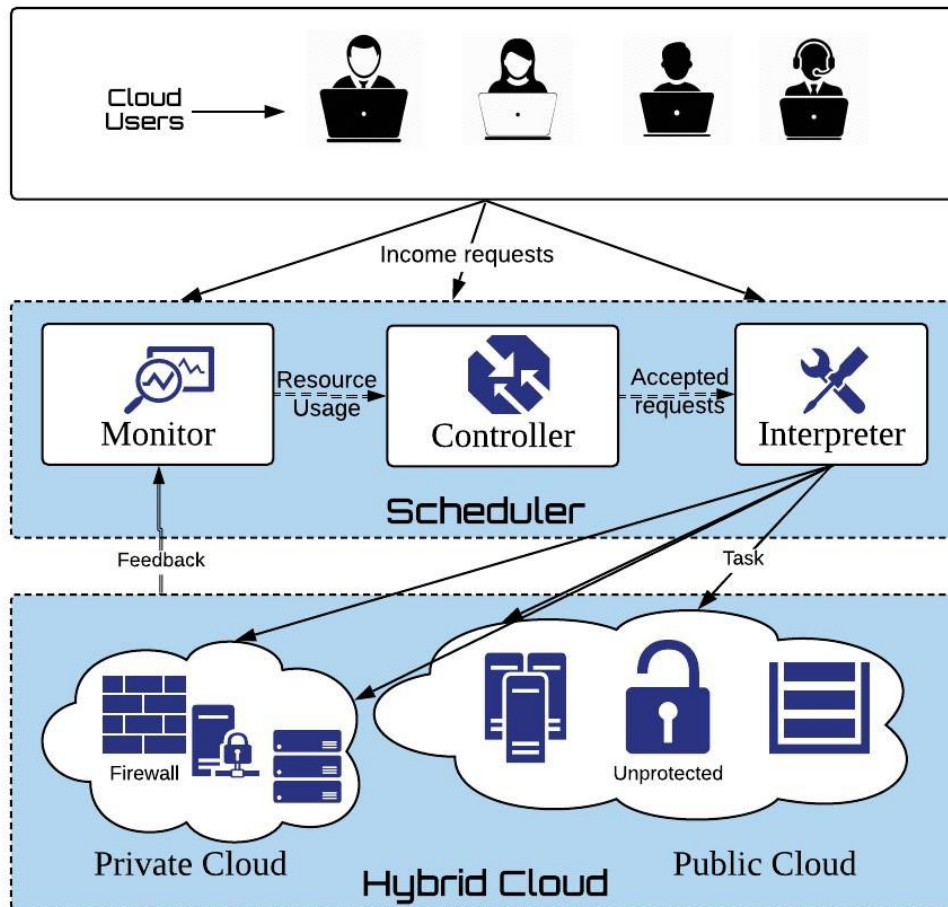 Cloud
Users
Income requests
Resource
Usage
Accepted
requests
Monitor
Controller
Interpreter
Scheduler
Feedback
Task
Firewall
Unprotected
Private Cloud
Public Cloud
Hybrid Cloud